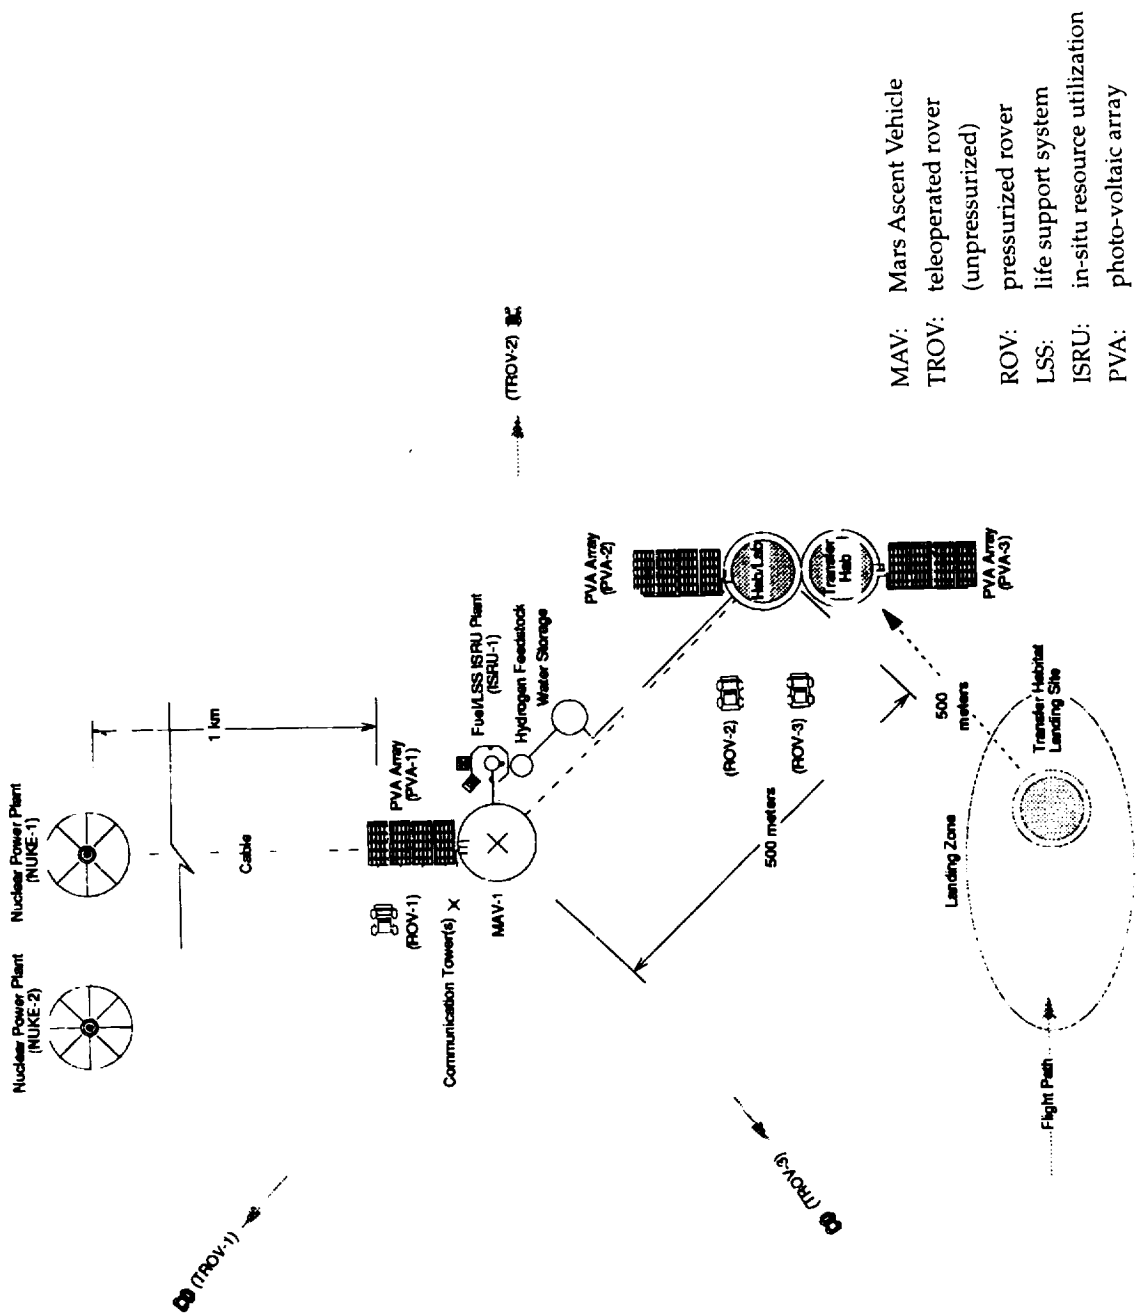 Nuclear Power Plant
(NUKE-2)
Nuclear Power Plant
(NUKE-1)
1 km
Cable
(TROV-1)
PVA Array
(PVA-1)
(ROV-1)
Communication Tower(s)
MAV-1
Fuel/LSS ISRU Plant
(ISRU-1)
Hydrogen Feedstock
Water Storage
(TROV-2)
PVA Array
(PVA-2)
Hab/Lab
Transfer
Hab
PVA Array
(PVA-3)
(ROV-2)
(ROV-3)
500 meters
500
meters
(TROV-3)
Landing Zone
Transfer Habitat
Landing Site
Flight Path
MAV: Mars Ascent Vehicle
TROV: teleoperated rover
(unpressurized)
ROV: pressurized rover
LSS: life support system
ISRU: in-situ resource utilization
PVA: photo-voltaic array